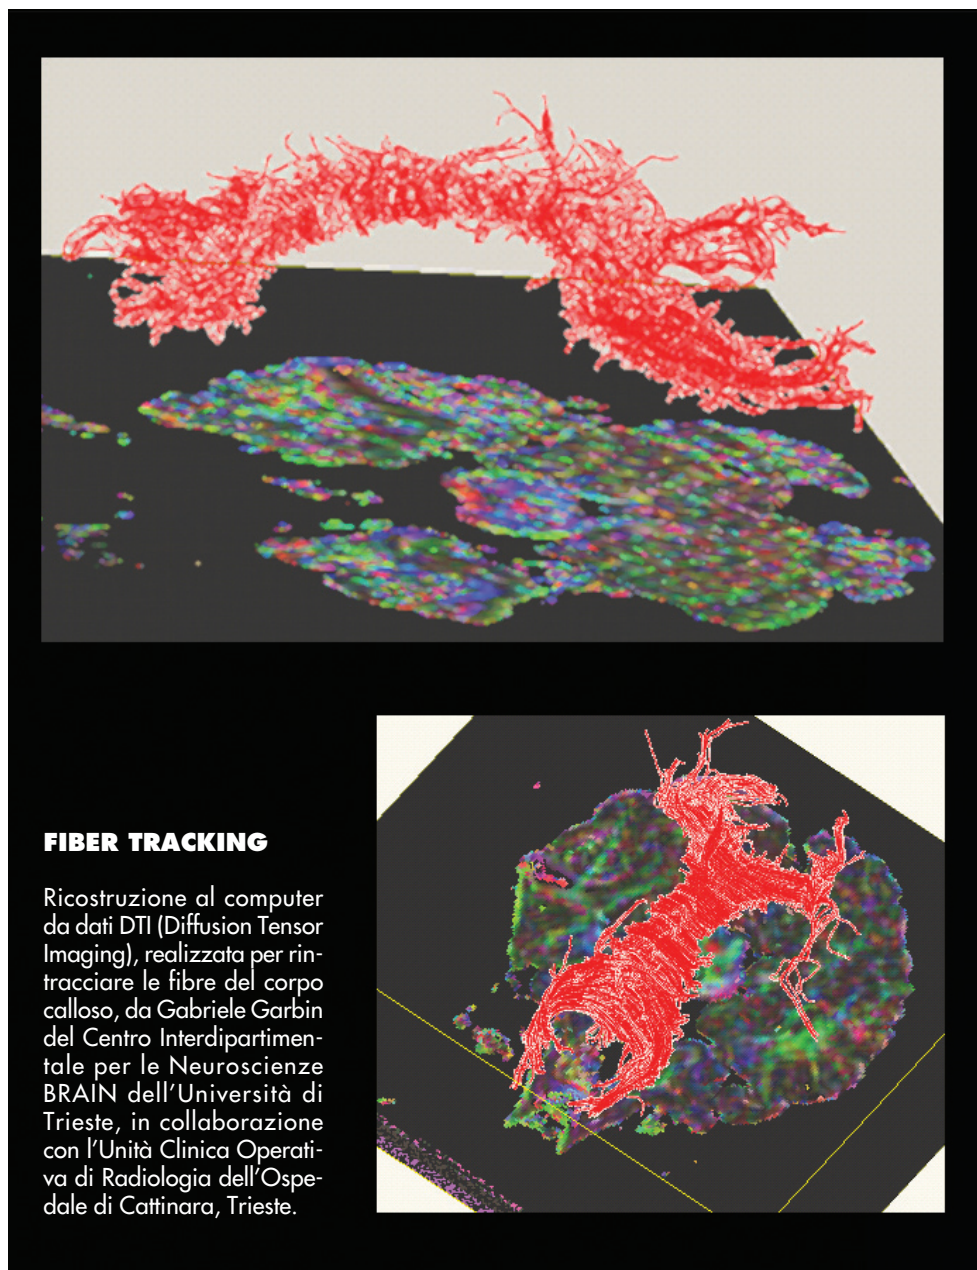 FIBER TRACKING
Ricostruzione al computer
da dati DTI (Diffusion Tensor
Imaging), realizzata per rin-
tracciare le fibre del corpo
calloso, da Gabriele Garbin
del Centro Interdipartimen-
tale per le Neuroscienze
BRAIN dell'Università di
Trieste, in collaborazione
con l'Unità Clinica Operati-
va di Radiologia dell'Ospe-
dale di Cattinara, Trieste.